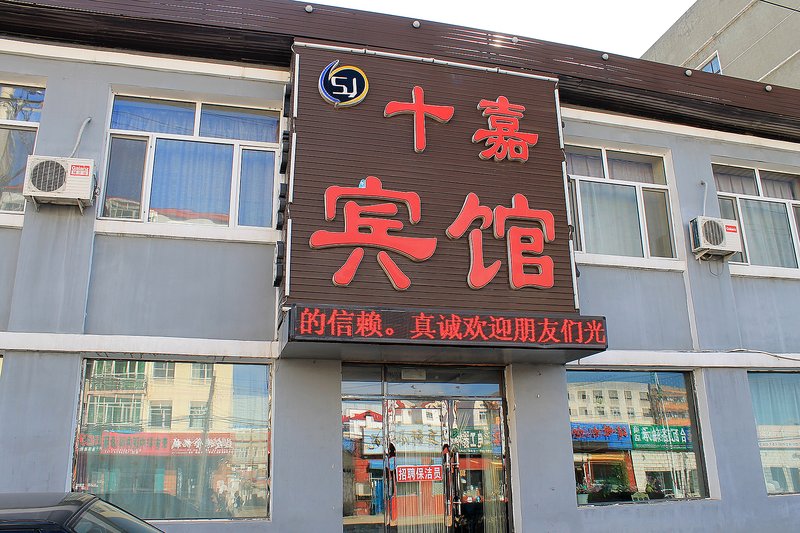 SJ
十嘉
宾馆
的信赖。真诚欢迎朋友们光
招聘保洁员